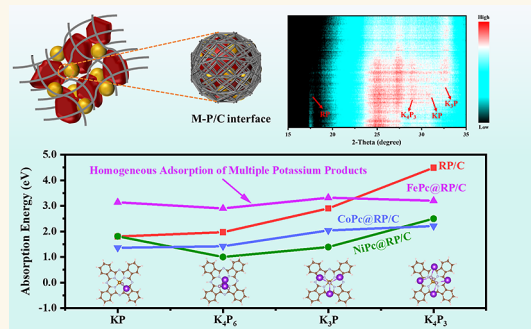 M-P/C interface
High
Low
RP
K₄P₃
KP
K₃P
15
20
25
30
35
2-Theta (degree)
Absorption Energy (eV)
5.0
4.0
3.0
2.0
1.0
0.0
-1.0
Homogeneous Adsorption of Multiple Potassium Products
RP/C
FePc@RP/C
CoPc@RP/C
NiPc@RP/C
KP
K₄P₆
K₃P
K₄P₃